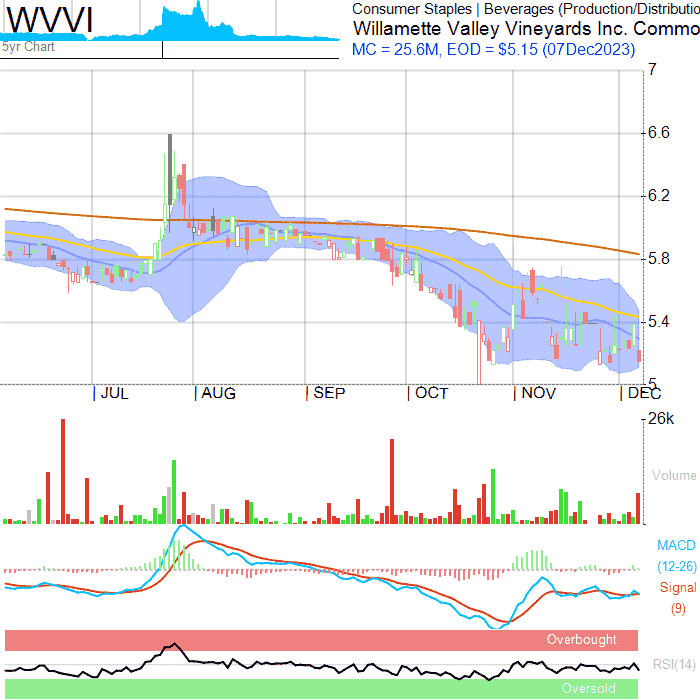 WVVI
5yr Chart
Consumer Staples | Beverages (Production/Distributio
Willamette Valley Vineyards Inc. Commo
MC = 25.6M, EOD = $5.15 (07Dec2023)
7
6.6
6.2
5.8
5.4
5
JUL AUG SEP OCT NOV DEC
26k
Volume
MACD
(12-26)
Signal
(9)
Overbought
RSI(14)
Oversold